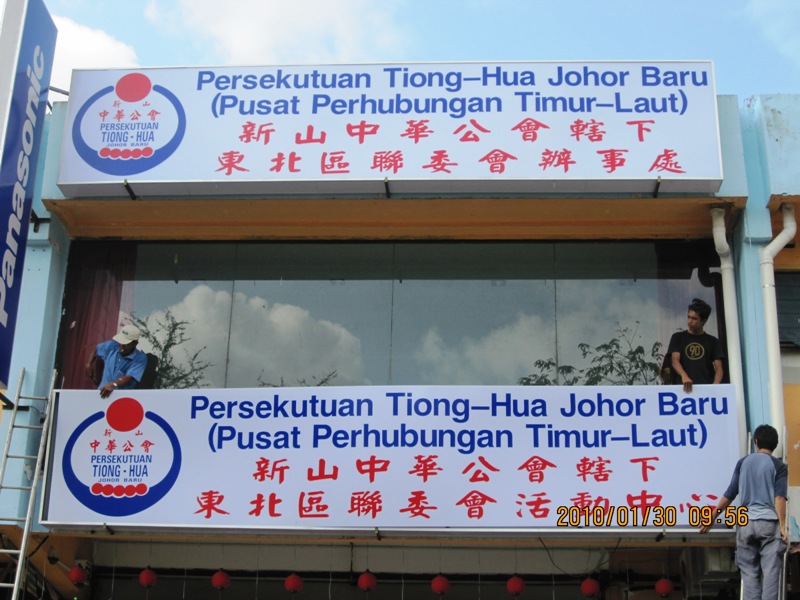 Panasonic
Persekutuan Tiong-Hua Johor Baru
(Pusat Perhubungan Timur-Laut)
新山中華公會轄下
東北區聯委會辦事處
新山
中華公會
PERSEKUTUAN
TIONG-HUA
JOHOR BARU
90
Persekutuan Tiong-Hua Johor Baru
(Pusat Perhubungan Timur-Laut)
新山中華公會轄下
東北區聯委會活動中心
新山
中華公會
PERSEKUTUAN
TIONG-HUA
JOHOR BARU
2010/01/30 09:56